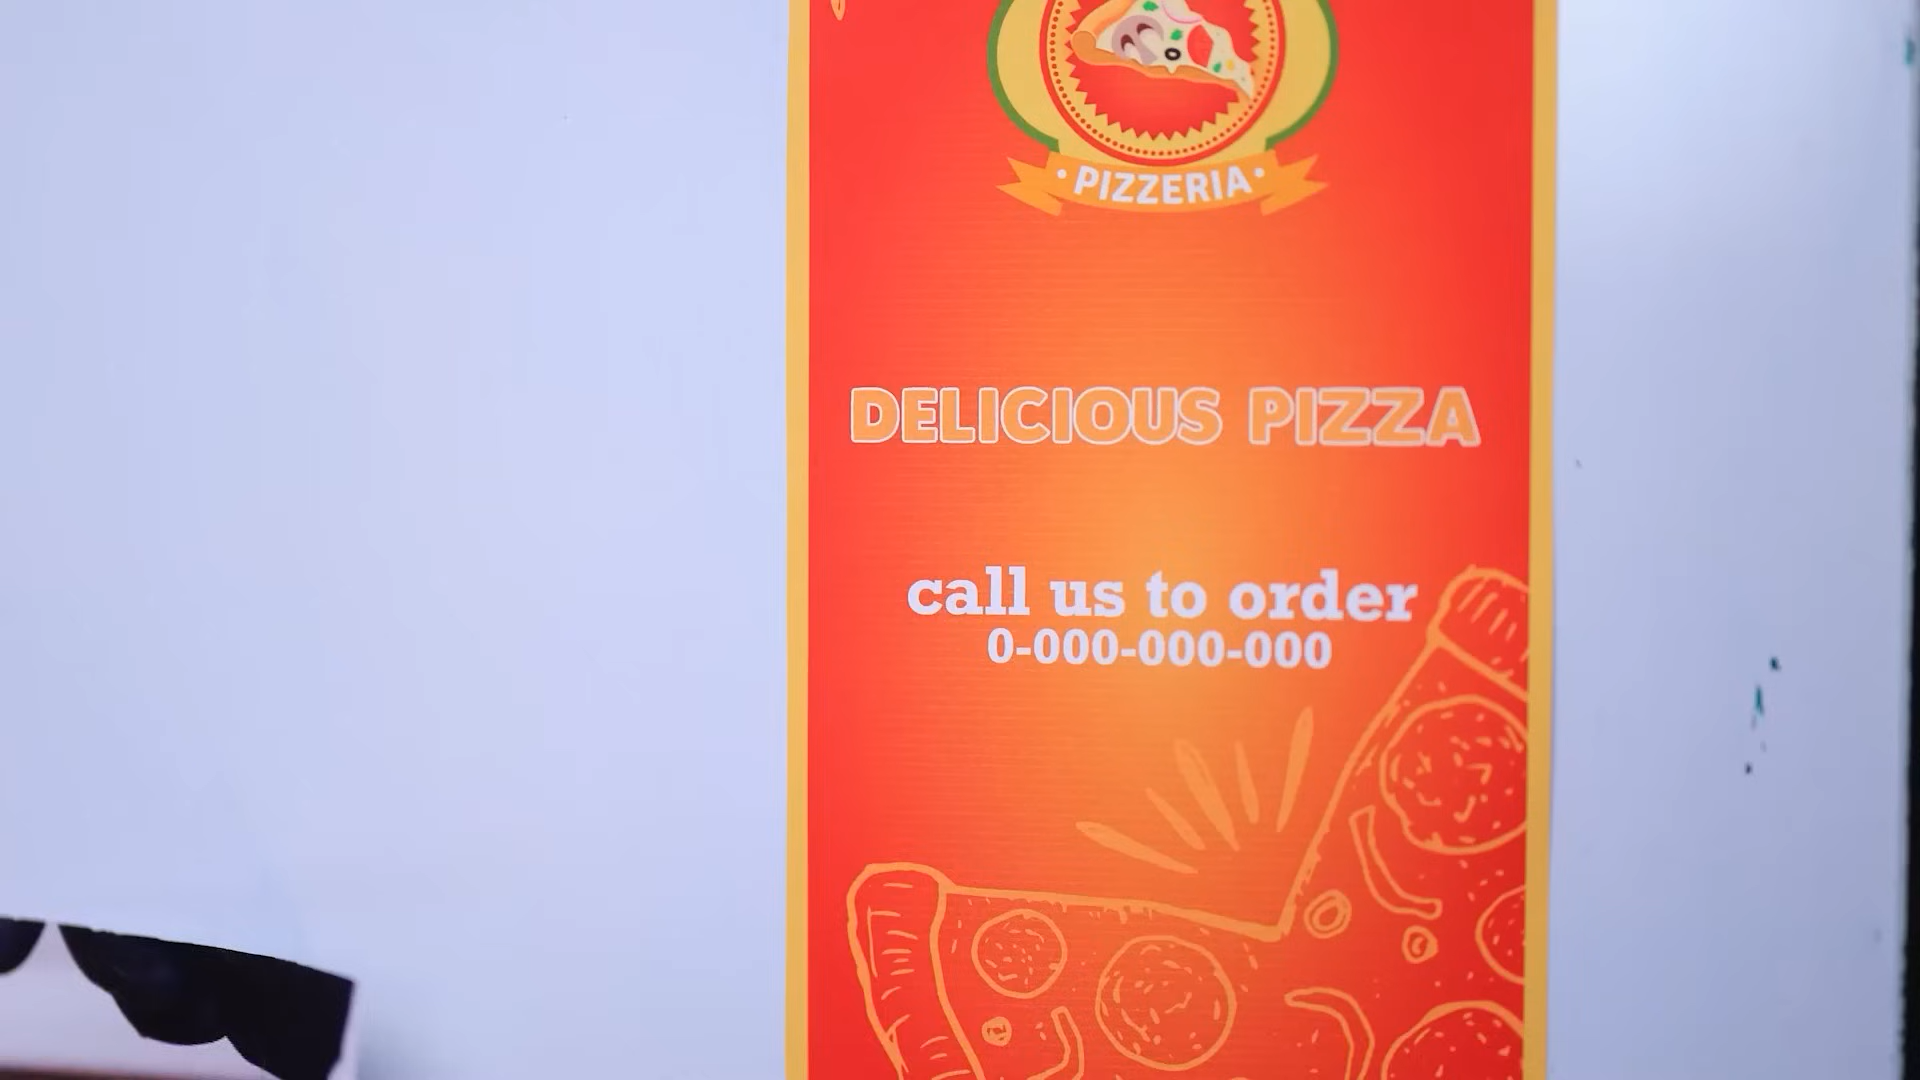 • PIZZERIA •
DELICIOUS PIZZA
call us to order
0-000-000-000